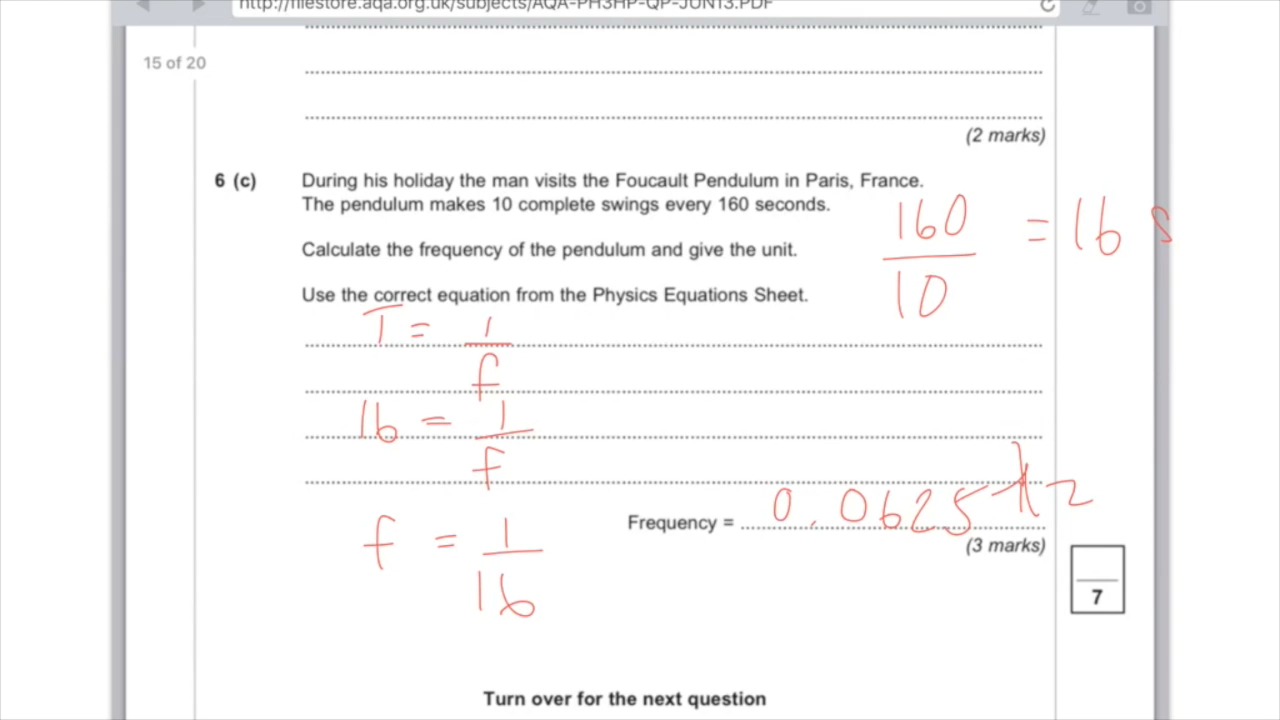 http://filestore.aqa.org.uk/subjects/AQA-PH3HP-QP-JUN13.PDF
15 of 20
(2 marks)
6 (c) During his holiday the man visits the Foucault Pendulum in Paris, France.
The pendulum makes 10 complete swings every 160 seconds.
160
/ 10 = 16 s
Calculate the frequency of the pendulum and give the unit.
Use the correct equation from the Physics Equations Sheet.
T = 1 / f
16 = 1 / f
f = 1 / 16
Frequency = 0.0625 Hz
(3 marks)
7
Turn over for the next question